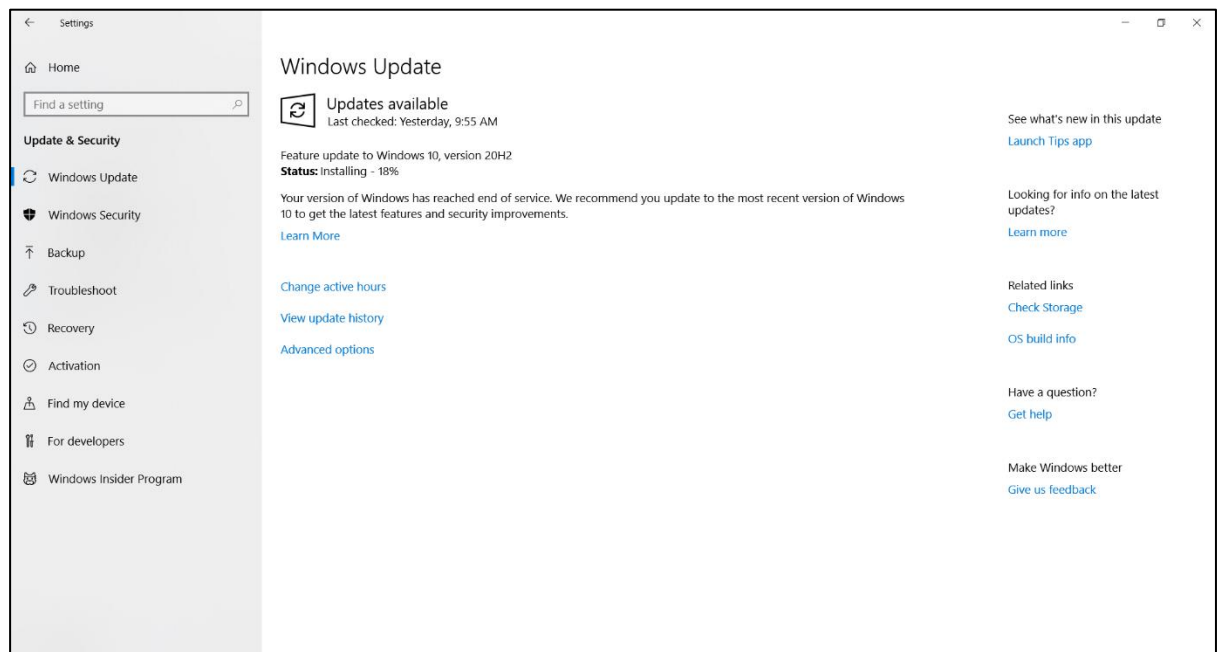 Settings
Home
Find a setting
Update & Security
Windows Update
Windows Security
Backup
Troubleshoot
Recovery
Activation
Find my device
For developers
Windows Insider Program
Windows Update
Updates available
Last checked: Yesterday, 9:55 AM
Feature update to Windows 10, version 20H2
Status: Installing - 18%
Your version of Windows has reached end of service. We recommend you update to the most recent version of Windows
10 to get the latest features and security improvements.
Learn More
Change active hours
View update history
Advanced options
See what's new in this update
Launch Tips app
Looking for info on the latest
updates?
Learn more
Related links
Check Storage
OS build info
Have a question?
Get help
Make Windows better
Give us feedback